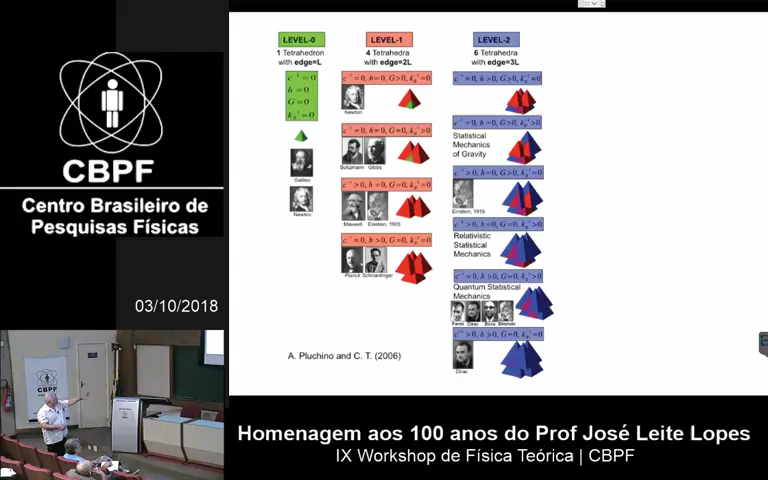 CBPF
Centro Brasileiro de
Pesquisas Físicas
03/10/2018
CBPF
LEVEL-0
1 Tetrahedron
with edge=L
c⁻¹ = 0
h = 0
G = 0
k_B⁻¹ = 0
Galileo
Newton
LEVEL-1
4 Tetrahedra
with edge=2L
c⁻¹=0, h=0, G>0, k_B⁻¹=0
Newton
c⁻¹=0, h=0, G=0, k_B⁻¹>0
Boltzmann Gibbs
c⁻¹>0, h=0, G=0, k_B⁻¹=0
Maxwell Einstein, 1905
c⁻¹=0, h>0, G=0, k_B⁻¹=0
Planck Schroedinger
LEVEL-2
6 Tetrahedra
with edge=3L
c⁻¹=0, h>0, G>0, k_B⁻¹=0
c⁻¹=0, h=0, G>0, k_B⁻¹>0
Statistical
Mechanics
of Gravity
c⁻¹>0, h=0, G>0, k_B⁻¹=0
Einstein, 1915
c⁻¹>0, h=0, G=0, k_B⁻¹>0
Relativistic
Statistical
Mechanics
c⁻¹=0, h>0, G=0, k_B⁻¹>0
Quantum Statistical
Mechanics
Fermi Dirac Bose Einstein
c⁻¹>0, h>0, G=0, k_B⁻¹=0
Dirac
A. Pluchino and C. T. (2006)
Homenagem aos 100 anos do Prof José Leite Lopes
IX Workshop de Física Teórica | CBPF